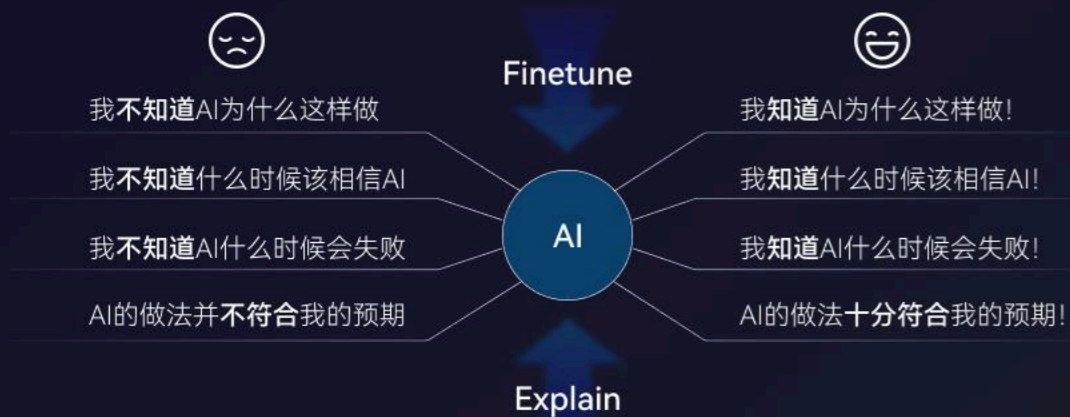 Finetune
我不知道AI为什么这样做
我不知道什么时候该相信AI
我不知道AI什么时候会失败
AI的做法并不符合我的预期
AI
我知道AI为什么这样做!
我知道什么时候该相信AI!
我知道AI什么时候会失败!
AI的做法十分符合我的预期!
Explain